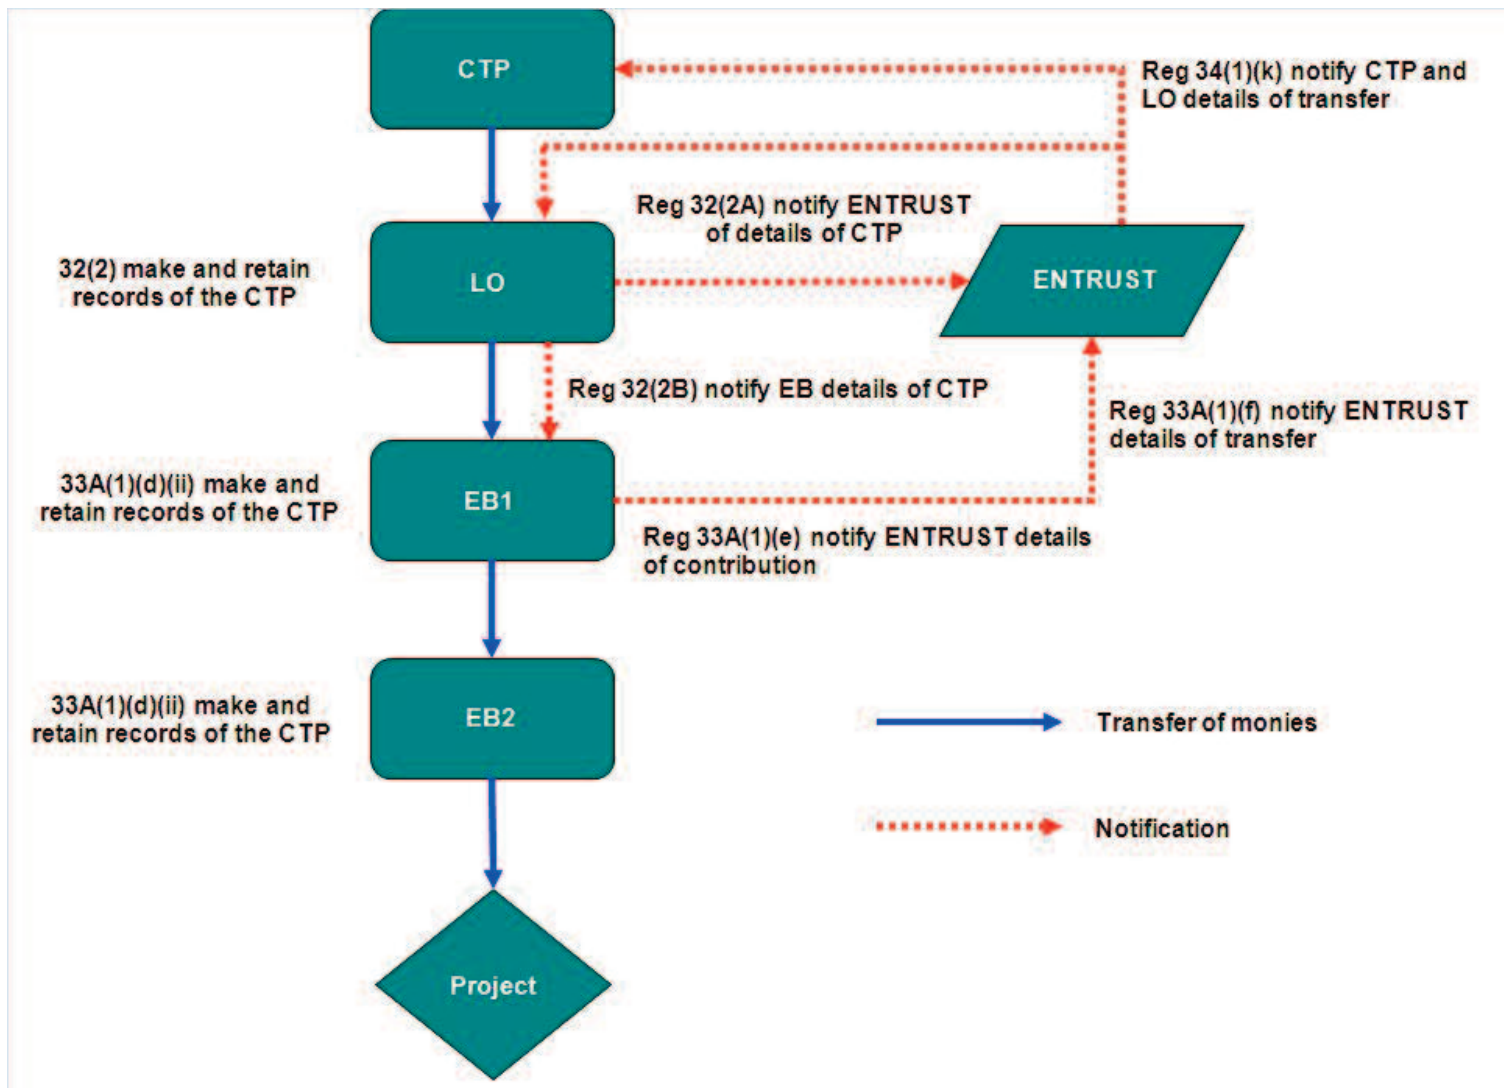 CTP
Reg 34(1)(k) notify CTP and
LO details of transfer
Reg 32(2A) notify ENTRUST
of details of CTP
32(2) make and retain
records of the CTP
LO
ENTRUST
Reg 32(2B) notify EB details of CTP
Reg 33A(1)(f) notify ENTRUST
details of transfer
33A(1)(d)(ii) make and
retain records of the CTP
EB1
Reg 33A(1)(e) notify ENTRUST details
of contribution
33A(1)(d)(ii) make and
retain records of the CTP
EB2
Transfer of monies
Notification
Project